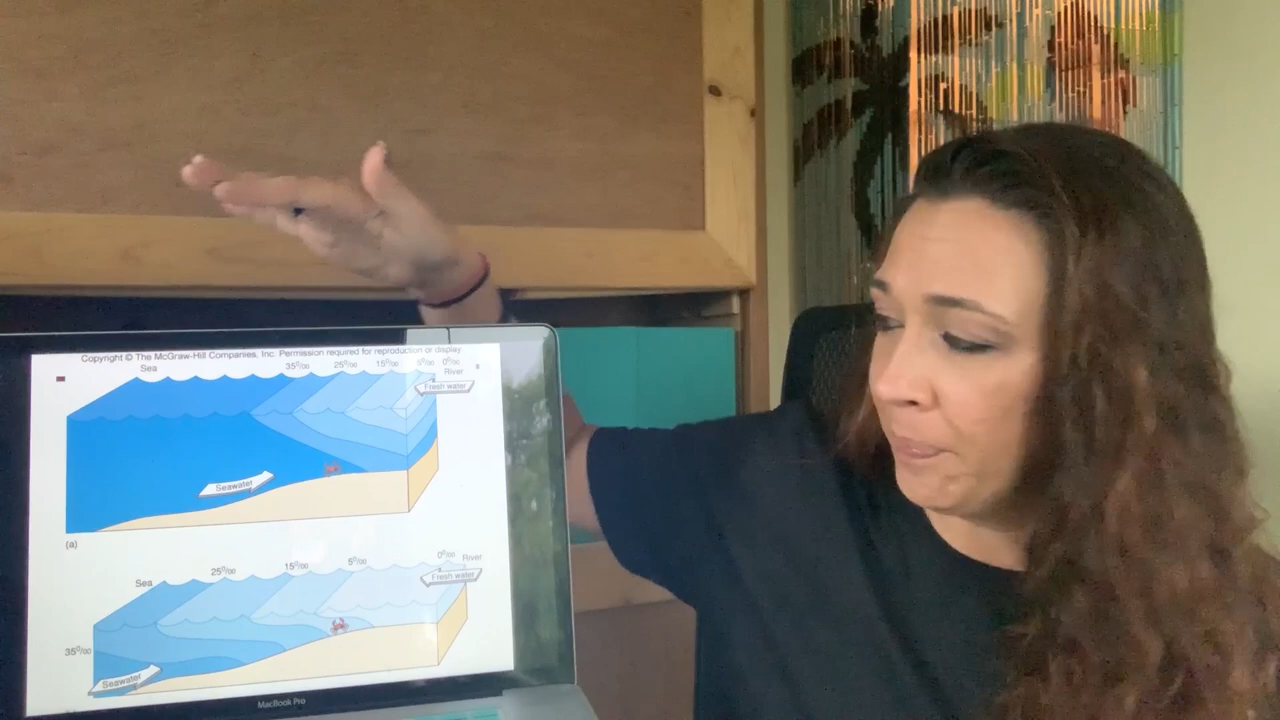 Copyright © The McGraw-Hill Companies, Inc. Permission required for reproduction or display
Sea 35⁰/₀₀ 25⁰/₀₀ 15⁰/₀₀ 5⁰/₀₀ 0⁰/₀₀
River
Fresh water
Seawater
(a)
Sea 25⁰/₀₀ 15⁰/₀₀ 5⁰/₀₀ 0⁰/₀₀ River
Fresh water
35⁰/₀₀
Seawater
MacBook Pro